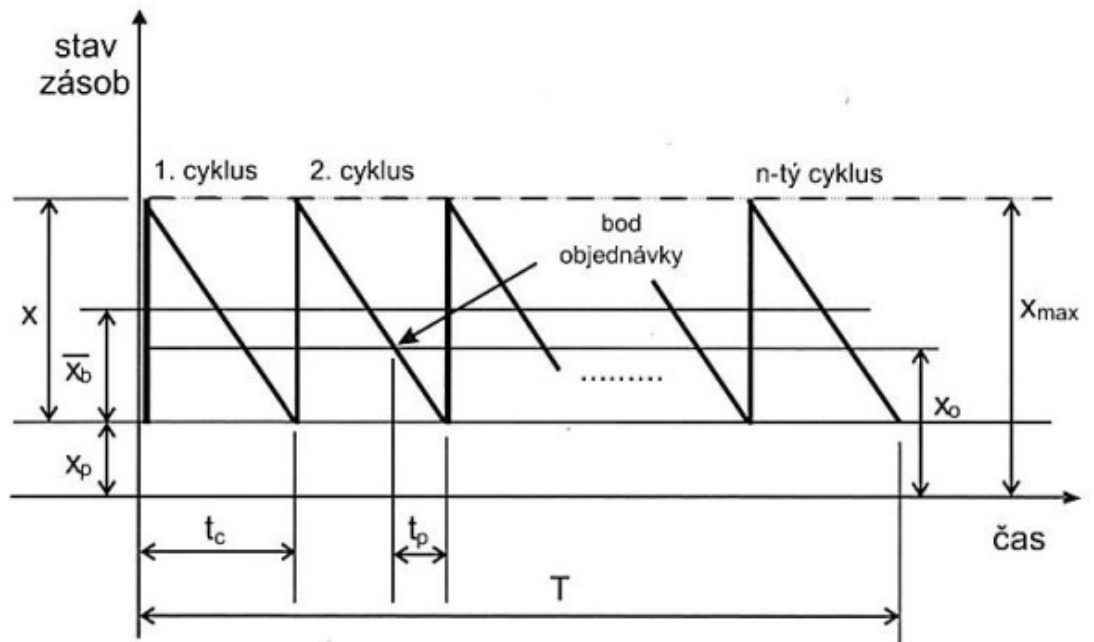 stav
zásob
1. cyklus
2. cyklus
n-tý cyklus
bod
objednávky
x
x̅b
xp
xmax
xo
.........
tc
tp
čas
T